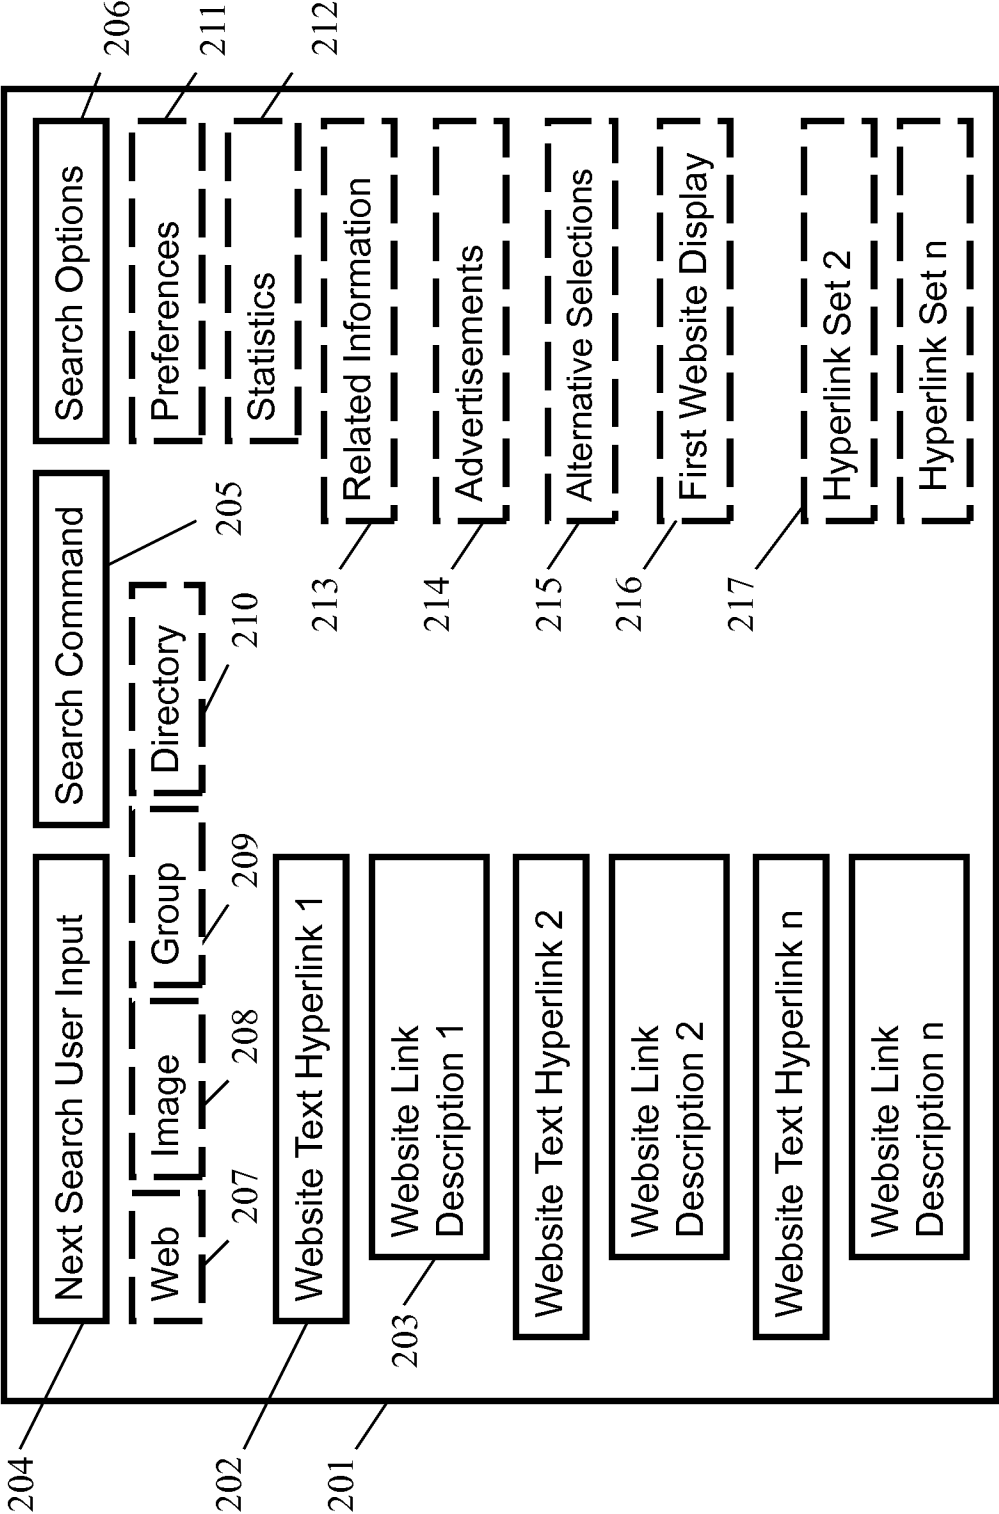 204
Next Search User Input
Search Command
205
Search Options
206
Web
207
Image
208
Group
209
Directory
210
Preferences
211
Statistics
212
202
Website Text Hyperlink 1
203
Website Link
Description 1
Website Text Hyperlink 2
Website Link
Description 2
Website Text Hyperlink n
Website Link
Description n
213
Related Information
214
Advertisements
215
Alternative Selections
216
First Website Display
217
Hyperlink Set 2
Hyperlink Set n
201